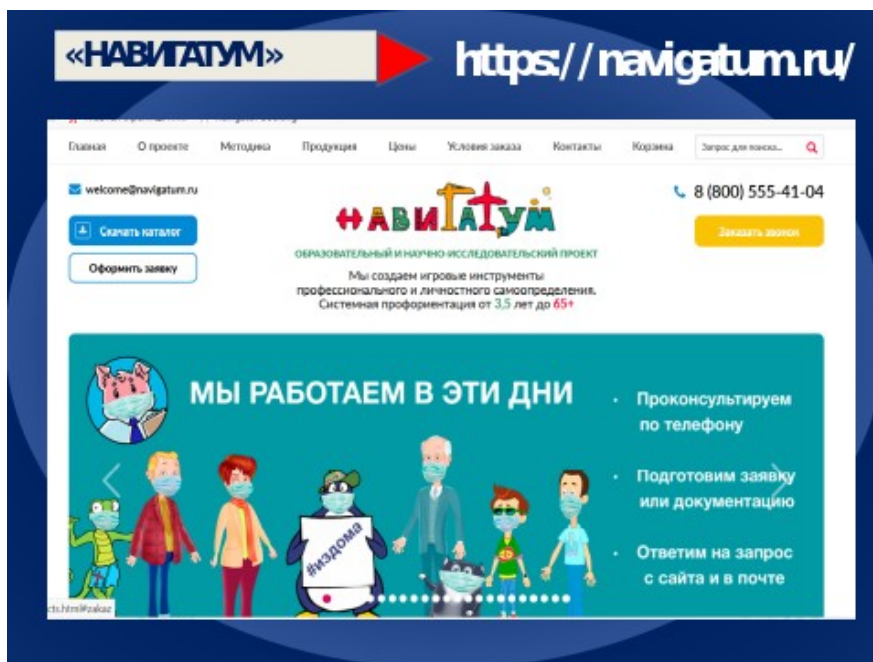 «НАВИГАТУМ»
https://navigatum.ru/
Главная О проекте Методика Продукция Цены Условия заказа Контакты Корзина Запрос для поиска...
welcome@navigatum.ru
8 (800) 555-41-04
Скачать каталог
Заказать звонок
Оформить заявку
НАВИГАТУМ
ОБРАЗОВАТЕЛЬНЫЙ И НАУЧНО-ИССЛЕДОВАТЕЛЬСКИЙ ПРОЕКТ
Мы создаем игровые инструменты
профессионального и личностного самоопределения.
Системная профориентация от 3,5 лет до 65+
МЫ РАБОТАЕМ В ЭТИ ДНИ
· Проконсультируем
по телефону
· Подготовим заявку
или документацию
· Ответим на запрос
с сайта и в почте
#издома
cts.html#zakaz